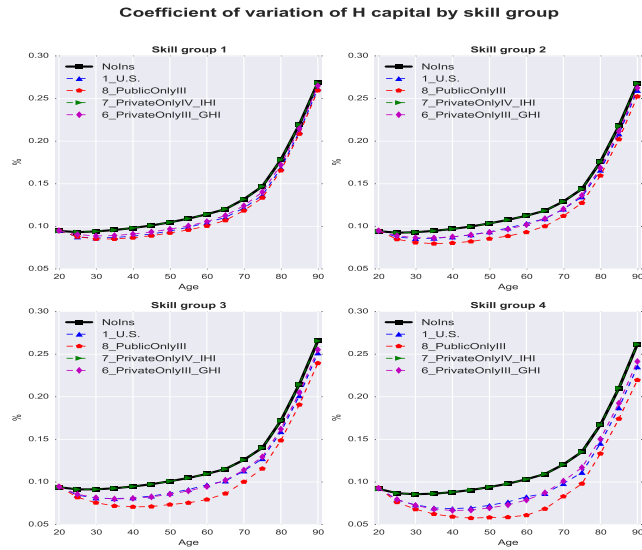 Coefficient of variation of H capital by skill group
Skill group 1
0.30
0.25
0.20
0.15
0.10
0.05
%
NoIns
1_U.S.
8_PublicOnlyIII
7_PrivateOnlyIV_IHI
6_PrivateOnlyIII_GHI
20 30 40 50 60 70 80 90
Age
Skill group 2
0.30
0.25
0.20
0.15
0.10
0.05
%
NoIns
1_U.S.
8_PublicOnlyIII
7_PrivateOnlyIV_IHI
6_PrivateOnlyIII_GHI
20 30 40 50 60 70 80 90
Age
Skill group 3
0.30
0.25
0.20
0.15
0.10
0.05
%
NoIns
1_U.S.
8_PublicOnlyIII
7_PrivateOnlyIV_IHI
6_PrivateOnlyIII_GHI
20 30 40 50 60 70 80 90
Age
Skill group 4
0.30
0.25
0.20
0.15
0.10
0.05
%
NoIns
1_U.S.
8_PublicOnlyIII
7_PrivateOnlyIV_IHI
6_PrivateOnlyIII_GHI
20 30 40 50 60 70 80 90
Age